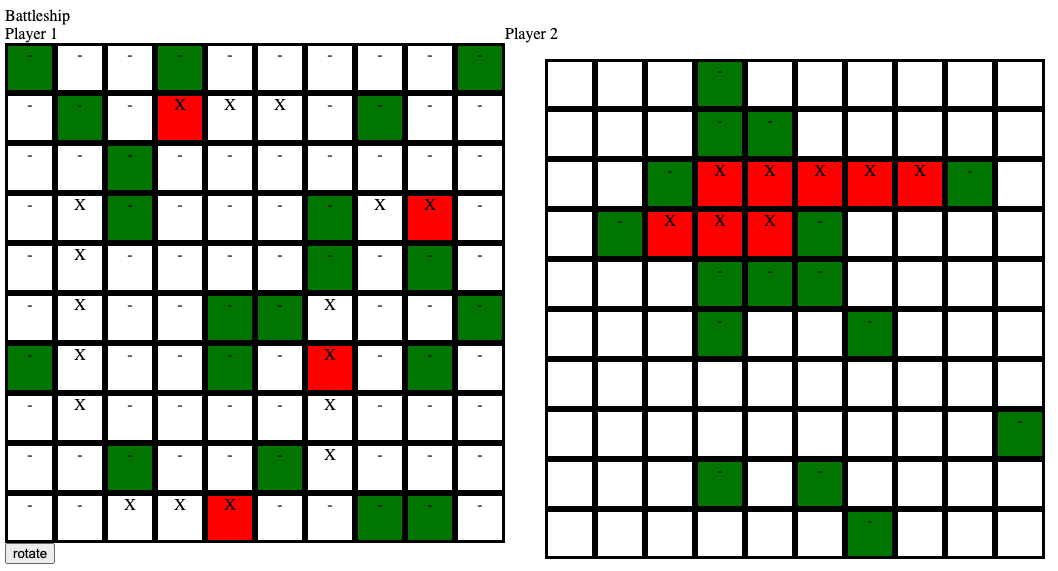 Battleship
Player 1
Player 2
- - - - - - - - - -
- - - X X X - - - -
- - - - - - - - - -
- X - - - - - X X -
- X - - - - - - - -
- X - - - - X - - -
- X - - - - X - - -
- X - - - - X - - -
- - - - - - X - - -
- - X X X - - - - -
-
- -
- X X X X X -
- X X X -
- - -
- -
-
- -
-
rotate